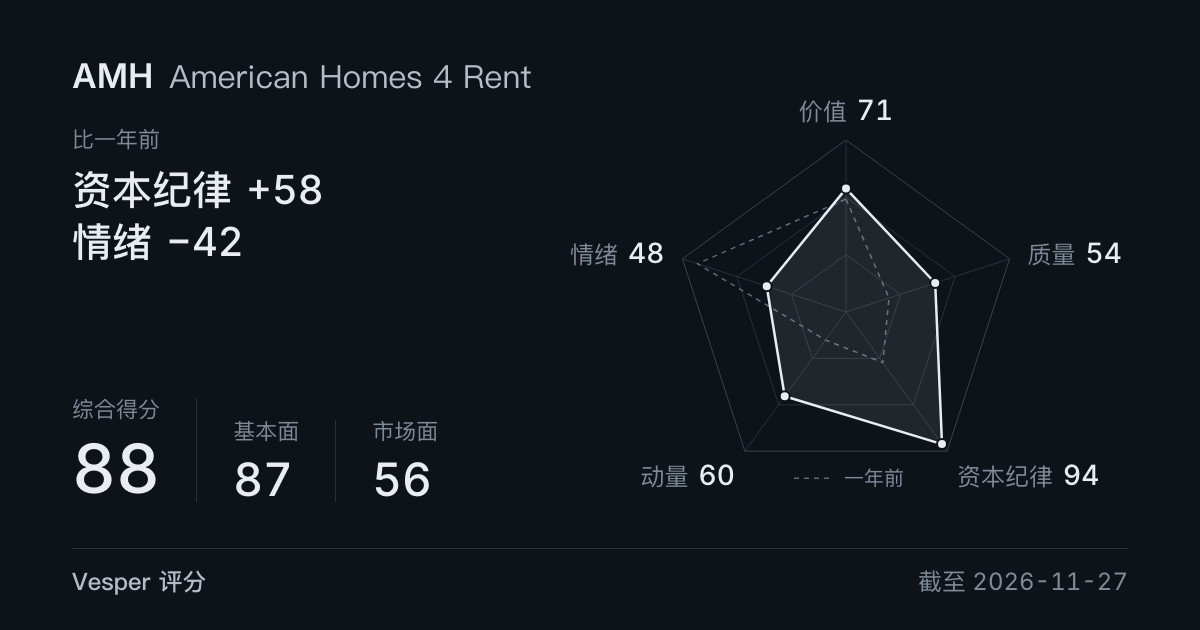 AMH American Homes 4 Rent
比一年前
资本纪律 +58
情绪 −42
综合得分
88
基本面
87
市场面
56
价值 71
质量 54
资本纪律 94
动量 60
情绪 48
一年前
Vesper 评分
截至 2026-11-27